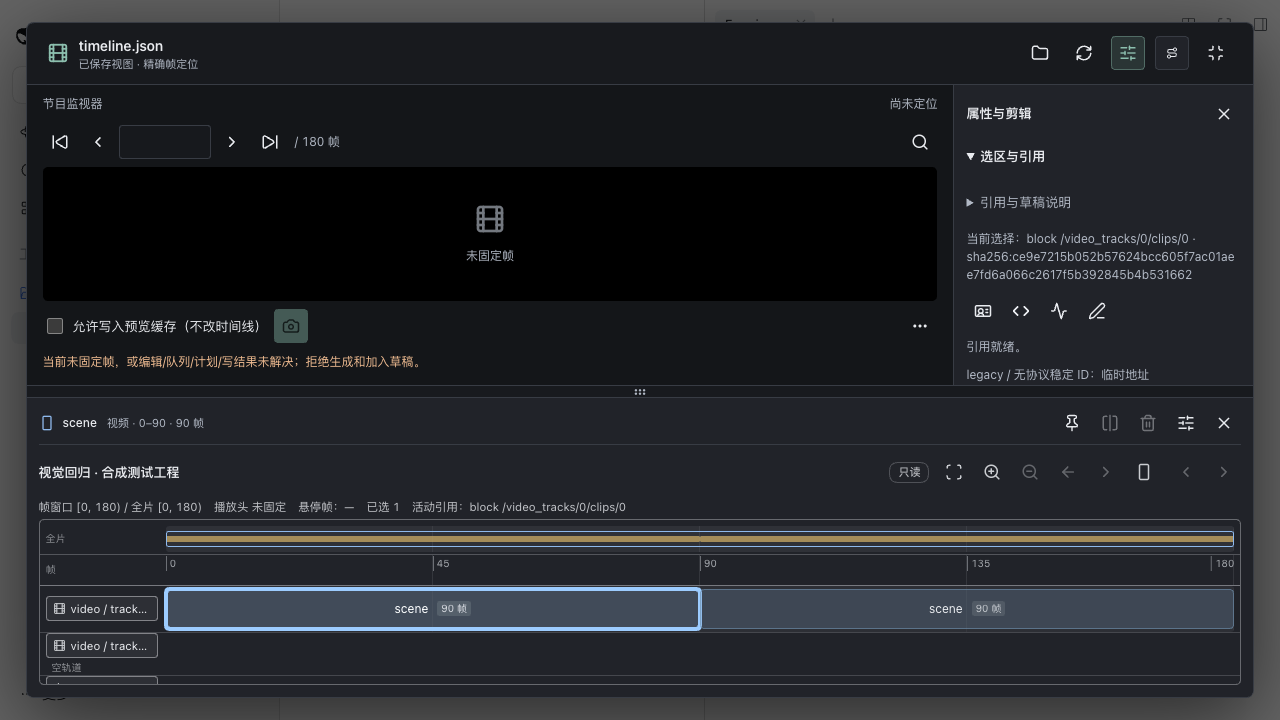 timeline.json
已保存视图 · 精确帧定位
节目监视器
尚未定位
/ 180 帧
未固定帧
允许写入预览缓存（不改时间线）
当前未固定帧，或编辑/队列/计划/写结果未解决；拒绝生成和加入草稿。
属性与剪辑
▼ 选区与引用
▶ 引用与草稿说明
当前选择：block /video_tracks/0/clips/0 ·
sha256:ce9e7215b052b57624bcc605f7ac01ae
e7fd6a066c2617f5b392845b4b531662
引用就绪。
legacy / 无协议稳定 ID：临时地址
scene 视频 · 0–90 · 90 帧
视觉回归 · 合成测试工程
只读
帧窗口 [0, 180) / 全片 [0, 180) 播放头 未固定 悬停帧：— 已选 1 活动引用：block /video_tracks/0/clips/0
全片
帧 0 45 90 135 180
video / track... scene 90 帧 scene 90 帧
video / track...
空轨道